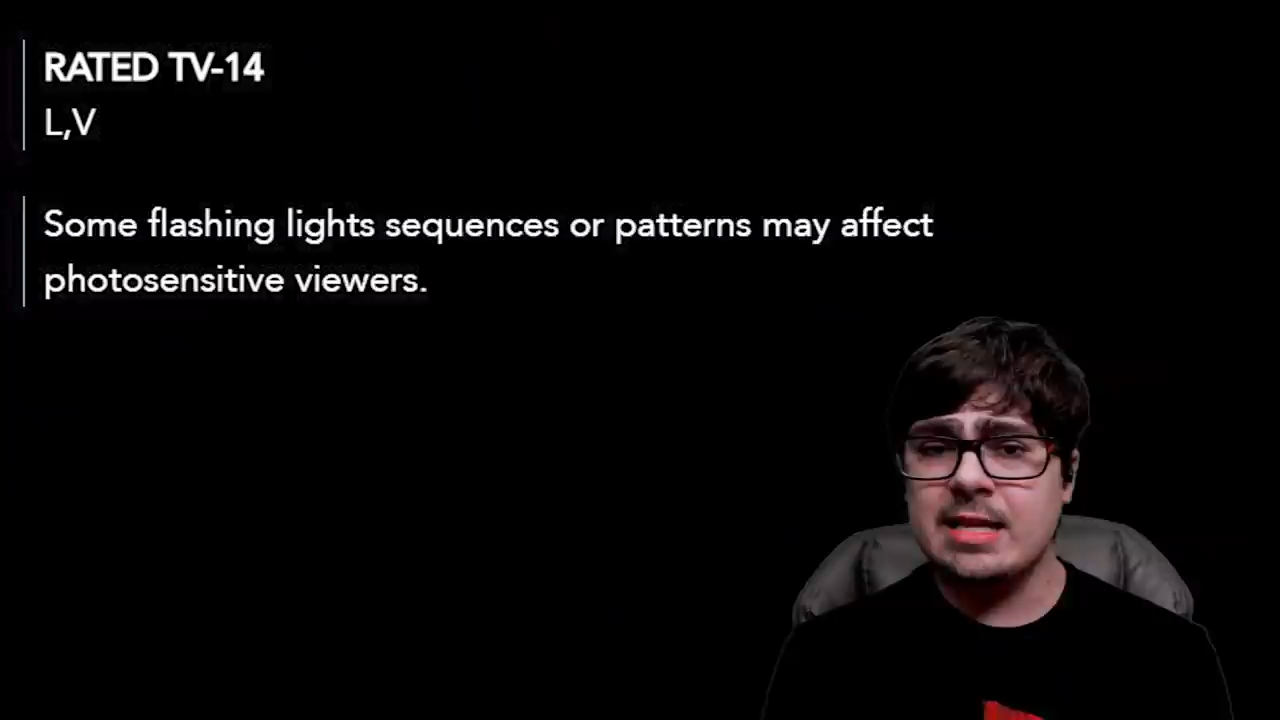 RATED TV-14
L,V
Some flashing lights sequences or patterns may affect
photosensitive viewers.